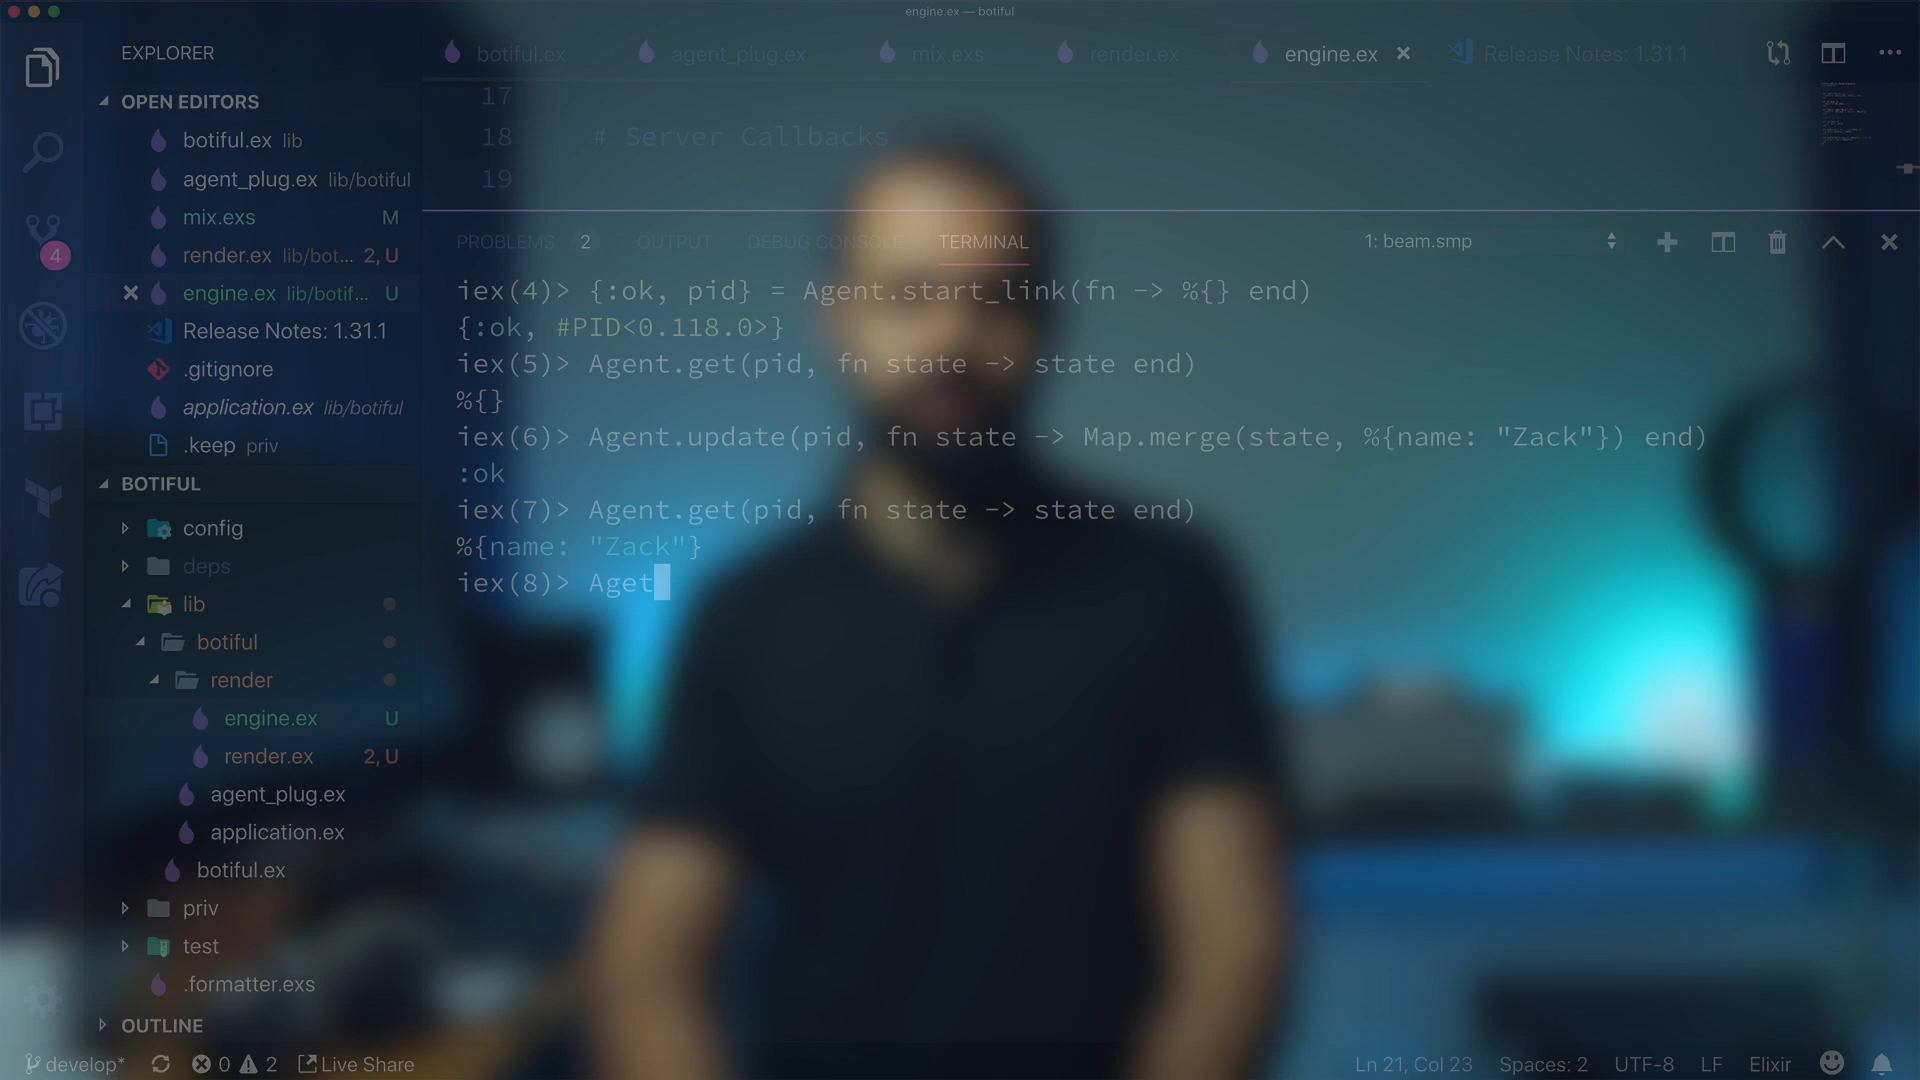 engine.ex — botiful
EXPLORER
botiful.ex
agent_plug.ex
mix.exs
render.ex
engine.ex
Release Notes: 1.31.1
OPEN EDITORS
botiful.ex lib
agent_plug.ex lib/botiful
mix.exs M
render.ex lib/bot... 2, U
engine.ex lib/botif... U
Release Notes: 1.31.1
.gitignore
application.ex lib/botiful
.keep priv
4
BOTIFUL
config
deps
lib
botiful
render
engine.ex U
render.ex 2, U
agent_plug.ex
application.ex
botiful.ex
priv
test
.formatter.exs
OUTLINE
17
18 # Server Callbacks
19
PROBLEMS 2 OUTPUT DEBUG CONSOLE TERMINAL 1: beam.smp
iex(4)> {:ok, pid} = Agent.start_link(fn -> %{} end)
{:ok, #PID<0.118.0>}
iex(5)> Agent.get(pid, fn state -> state end)
%{}
iex(6)> Agent.update(pid, fn state -> Map.merge(state, %{name: "Zack"}) end)
:ok
iex(7)> Agent.get(pid, fn state -> state end)
%{name: "Zack"}
iex(8)> Aget
develop* 0 2 Live Share Ln 21, Col 23 Spaces: 2 UTF-8 LF Elixir